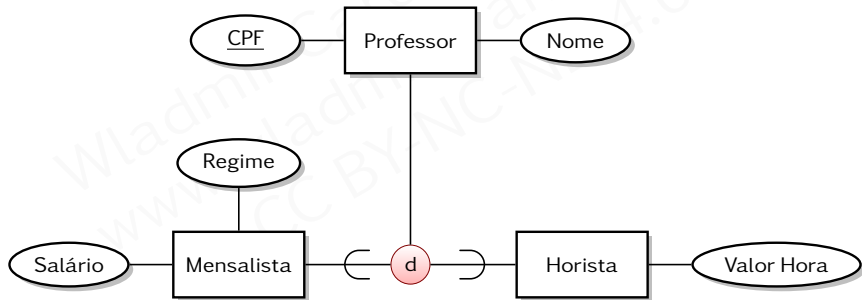 CPF
Professor
Nome
Regime
Salário
Mensalista
d
Horista
Valor Hora